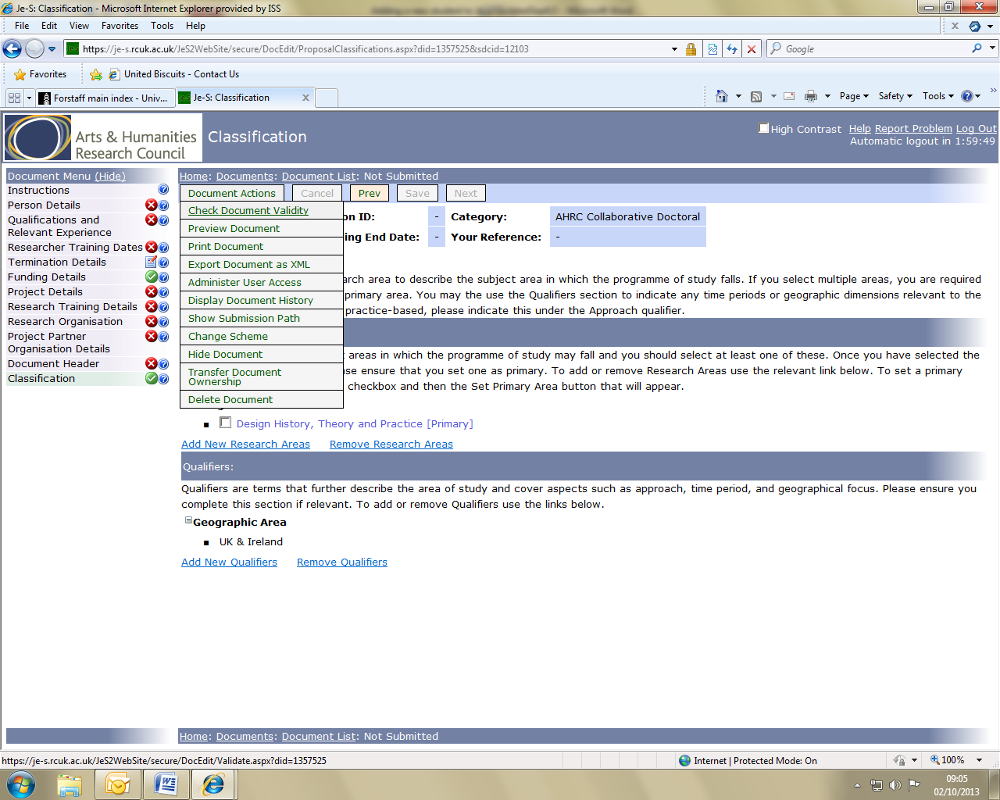 Je-S: Classification - Microsoft Internet Explorer provided by ISS
File Edit View Favorites Tools Help
https://je-s.rcuk.ac.uk/JeS2WebSite/secure/DocEdit/ProposalClassifications.aspx?did=1357525&sdcid=12103
Google
Favorites United Biscuits - Contact Us
Forstaff main index - Univ... Je-S: Classification
Page Safety Tools
Arts & Humanities
Research Council
Classification
High Contrast Help Report Problem Log Out
Automatic logout in 1:59:49
Document Menu (Hide)
Instructions
Person Details
Qualifications and
Relevant Experience
Researcher Training Dates
Termination Details
Funding Details
Project Details
Research Training Details
Research Organisation
Project Partner
Organisation Details
Document Header
Classification
Home: Documents: Document List: Not Submitted
Document Actions Cancel Prev Save Next
Check Document Validity
Preview Document
Print Document
Export Document as XML
Administer User Access
Display Document History
Show Submission Path
Change Scheme
Hide Document
Transfer Document
Ownership
Delete Document
on ID: - Category: AHRC Collaborative Doctoral
ing End Date: - Your Reference: -
rch area to describe the subject area in which the programme of study falls. If you select multiple areas, you are required
primary area. You may the use the Qualifiers section to indicate any time periods or geographic dimensions relevant to the
practice-based, please indicate this under the Approach qualifier.
areas in which the programme of study may fall and you should select at least one of these. Once you have selected the
se ensure that you set one as primary. To add or remove Research Areas use the relevant link below. To set a primary
checkbox and then the Set Primary Area button that will appear.
Design History, Theory and Practice [Primary]
Add New Research Areas Remove Research Areas
Qualifiers:
Qualifiers are terms that further describe the area of study and cover aspects such as approach, time period, and geographical focus. Please ensure you
complete this section if relevant. To add or remove Qualifiers use the links below.
Geographic Area
UK & Ireland
Add New Qualifiers Remove Qualifiers
Home: Documents: Document List: Not Submitted
https://je-s.rcuk.ac.uk/JeS2WebSite/secure/DocEdit/Validate.aspx?did=1357525
Internet | Protected Mode: On
100%
09:05
02/10/2013